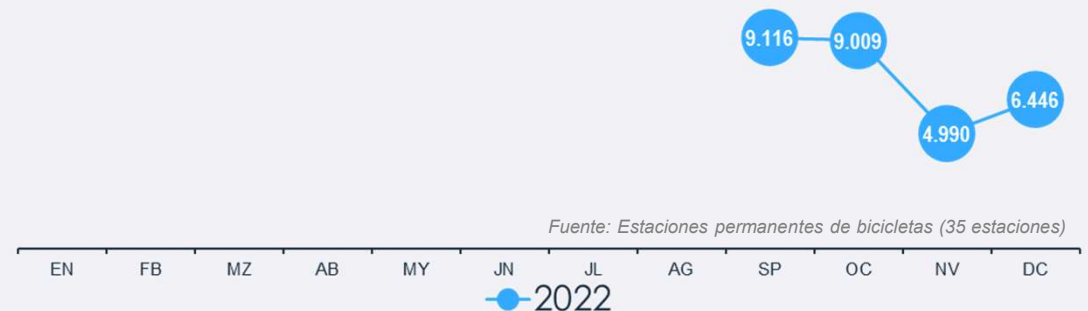 9.116
9.009
4.990
6.446
Fuente: Estaciones permanentes de bicicletas (35 estaciones)
EN FB MZ AB MY JN JL AG SP OC NV DC
2022